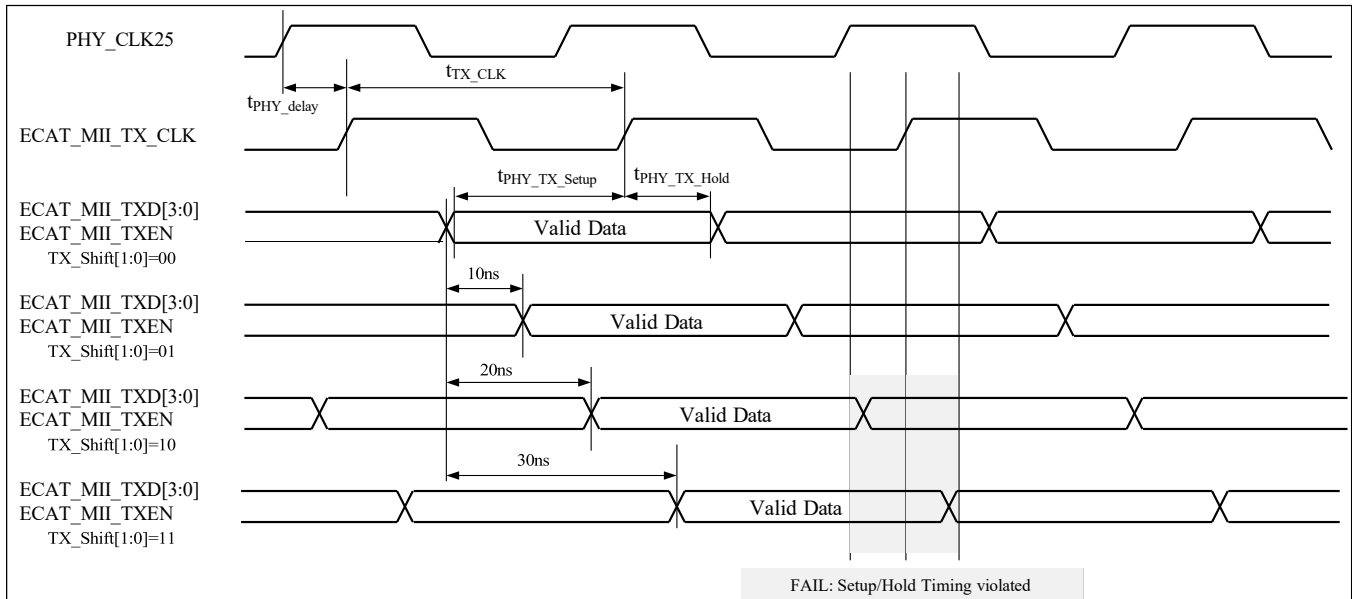 PHY_CLK25
tTX_CLK
tPHY_delay
ECAT_MII_TX_CLK
tPHY_TX_Setup
tPHY_TX_Hold
ECAT_MII_TXD[3:0]
ECAT_MII_TXEN
TX_Shift[1:0]=00
Valid Data
10ns
ECAT_MII_TXD[3:0]
ECAT_MII_TXEN
TX_Shift[1:0]=01
Valid Data
20ns
ECAT_MII_TXD[3:0]
ECAT_MII_TXEN
TX_Shift[1:0]=10
Valid Data
30ns
ECAT_MII_TXD[3:0]
ECAT_MII_TXEN
TX_Shift[1:0]=11
Valid Data
FAIL: Setup/Hold Timing violated